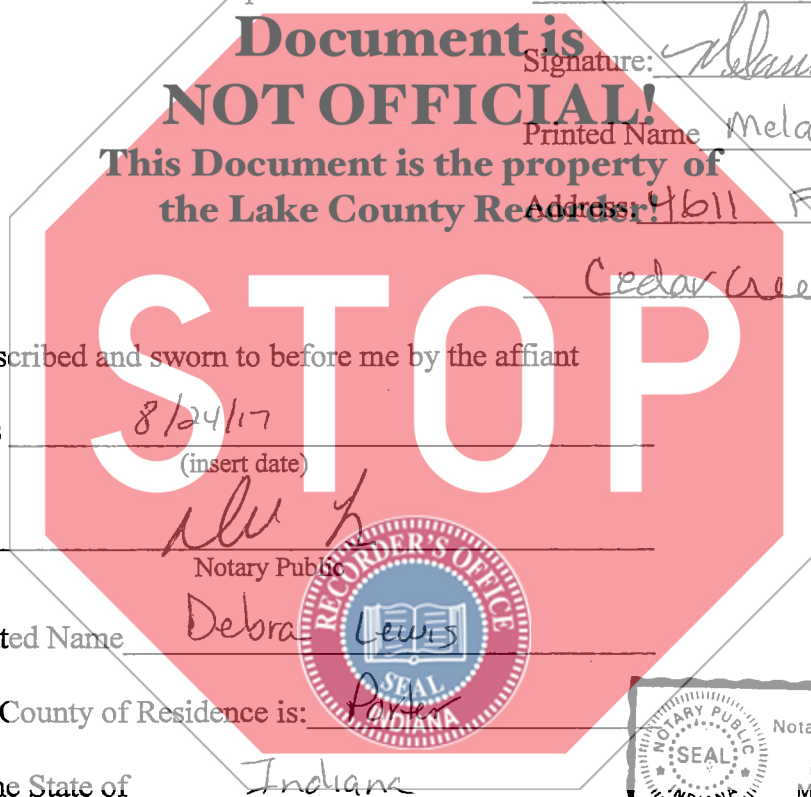 Document is
NOT OFFICIAL!
This Document is the property of
the Lake County Recorder!
Signature:
Printed Name Mela
Address: 4611 F
Cedar Cree
scribed and sworn to before me by the affiant
8/24/17
(insert date)
Notary Public
ted Name Debra Lewis
County of Residence is: Porter
he State of Indiana
STOP
RECORDER'S OFFICE
SEAL
INDIANA
NOTARY PUBLIC
SEAL
INDIANA
Nota
M